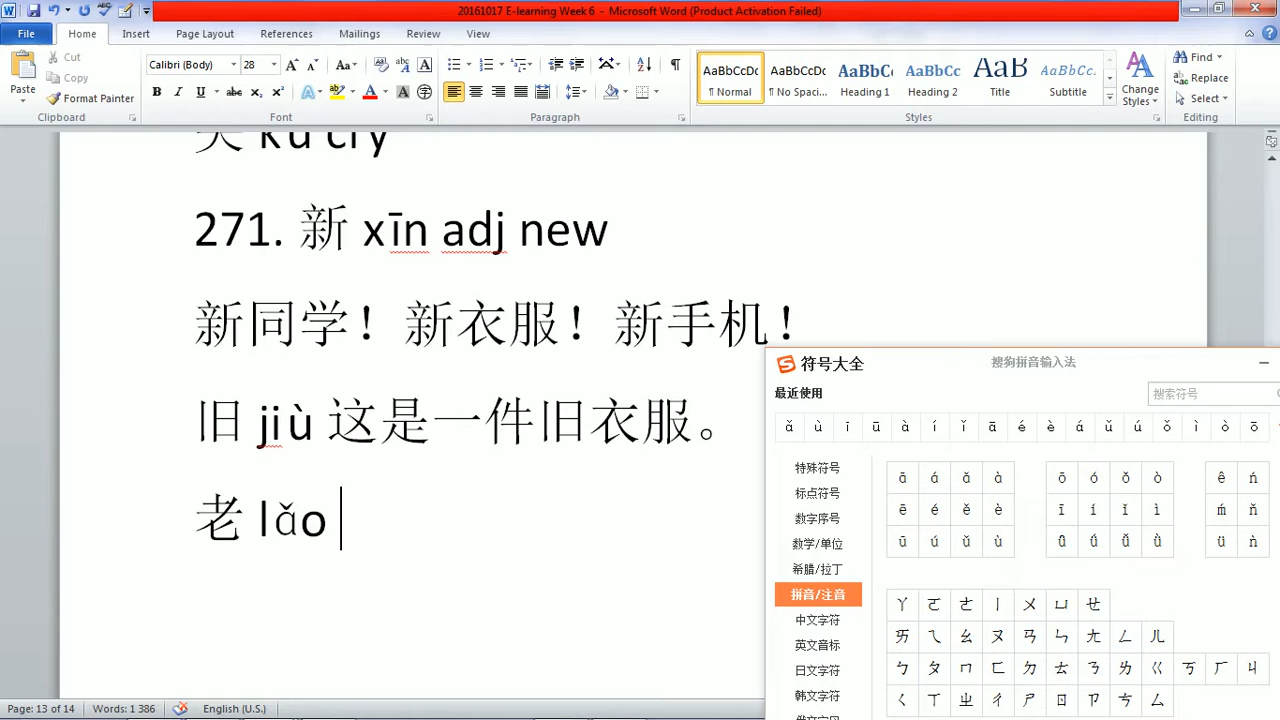 20161017 E-learning Week 6 - Microsoft Word (Product Activation Failed)
File Home Insert Page Layout References Mailings Review View
Paste Cut Copy Format Painter
Calibri (Body) 28
AaBbCcDc AaBbCcDc AaBbCc AaBbCc AaB AaBbCc.
¶ Normal ¶ No Spaci... Heading 1 Heading 2 Title Subtitle
Change Styles
Find Replace Select
Clipboard Font Paragraph Styles Editing
kū cry
271. 新 xīn adj new
新同学！新衣服！新手机！
旧 jiù 这是一件旧衣服。
老 lǎo
符号大全 搜狗拼音输入法
最近使用 搜索符号
ǎ ù ī ū à í ǐ ā é è á ǔ ú ǒ ì ò ō
特殊符号
标点符号
数字序号
数学/单位
希腊/拉丁
拼音/注音
中文字符
英文音标
日文字符
韩文字符
ā á ǎ à ō ó ǒ ò ê ń
ē é ě è ī í ǐ ì ḿ ň
ū ú ǔ ù ǖ ǘ ǚ ǜ ü ǹ
ㄚ ㄛ ㄜ ㄧ ㄨ ㄩ ㄝ
ㄞ ㄟ ㄠ ㄡ ㄢ ㄣ ㄤ ㄥ ㄦ
ㄅ ㄆ ㄇ ㄈ ㄉ ㄊ ㄋ ㄌ ㄍ ㄎ ㄏ ㄐ
ㄑ ㄒ ㄓ ㄔ ㄕ ㄖ ㄗ ㄘ ㄙ
Page: 13 of 14 Words: 1 386 English (U.S.)